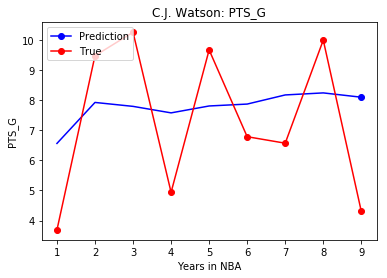 C.J. Watson: PTS_G
Prediction
True
10
9
8
7
6
5
4
PTS_G
1 2 3 4 5 6 7 8 9
Years in NBA